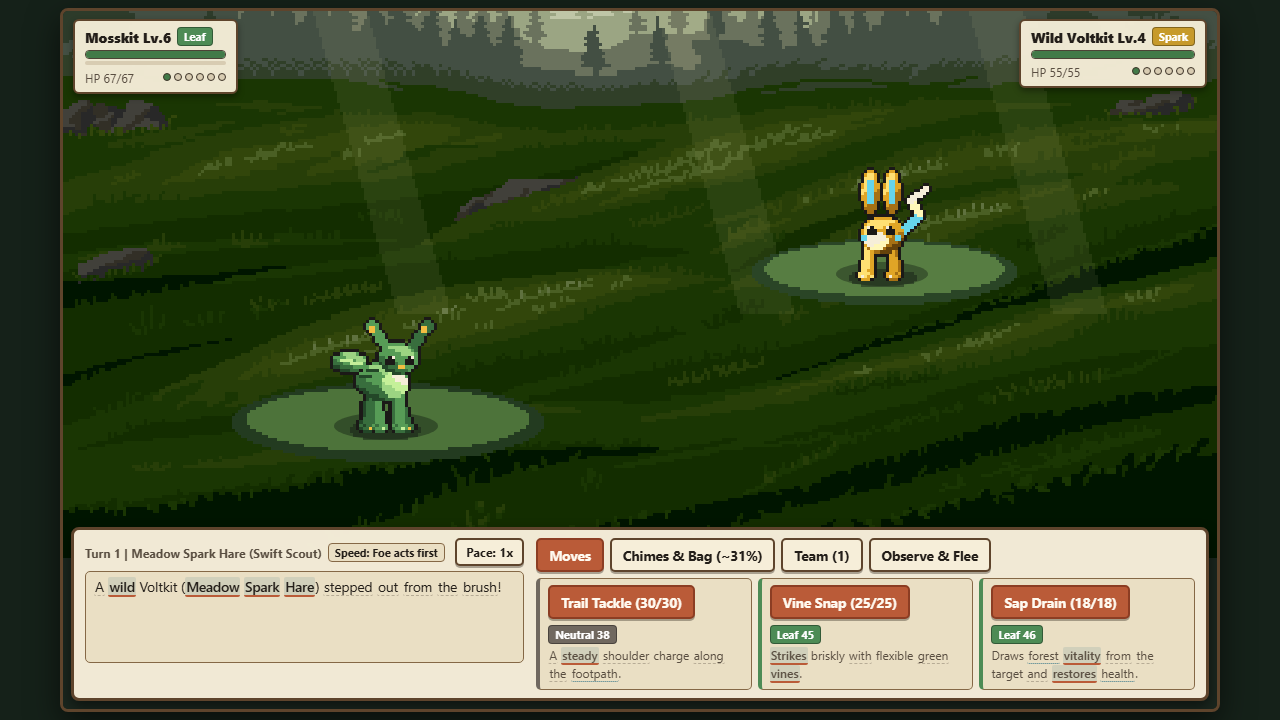 Mosskit Lv.6 Leaf
HP 67/67
Wild Voltkit Lv.4 Spark
HP 55/55
Turn 1 | Meadow Spark Hare (Swift Scout) Speed: Foe acts first Pace: 1x
A wild Voltkit (Meadow Spark Hare) stepped out from the brush!
Moves Chimes & Bag (~31%) Team (1) Observe & Flee
Trail Tackle (30/30)
Neutral 38
A steady shoulder charge along
the footpath.
Vine Snap (25/25)
Leaf 45
Strikes briskly with flexible green
vines.
Sap Drain (18/18)
Leaf 46
Draws forest vitality from the
target and restores health.